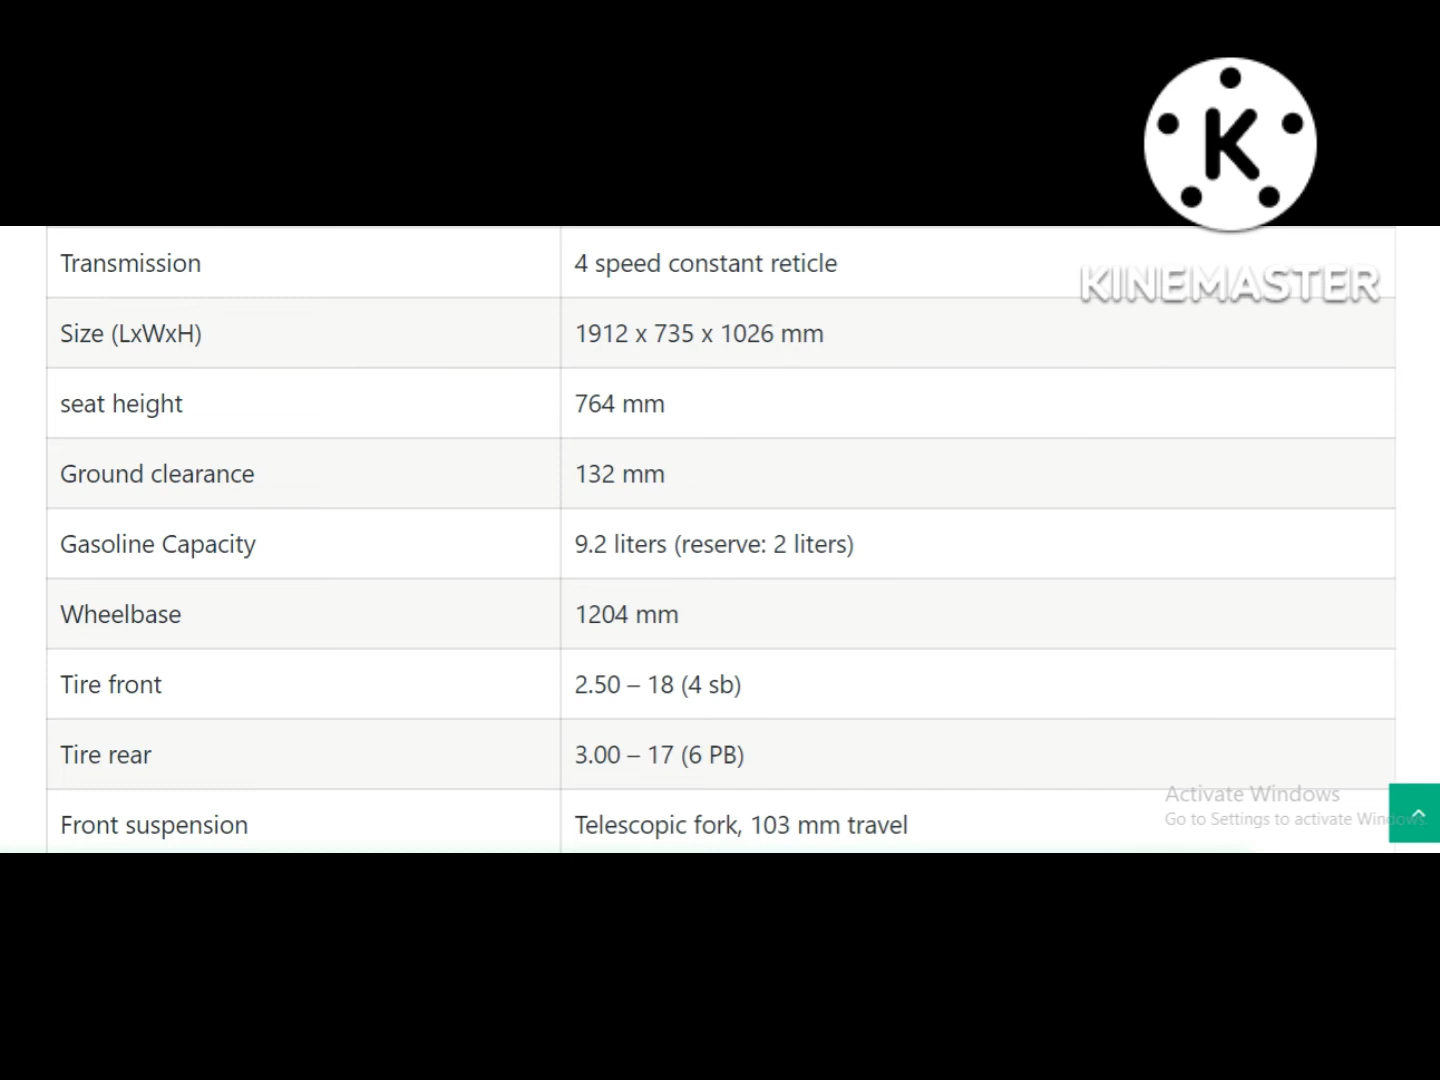 K
KINEMASTER
Transmission 4 speed constant reticle
Size (LxWxH) 1912 x 735 x 1026 mm
seat height 764 mm
Ground clearance 132 mm
Gasoline Capacity 9.2 liters (reserve: 2 liters)
Wheelbase 1204 mm
Tire front 2.50 – 18 (4 sb)
Tire rear 3.00 – 17 (6 PB)
Front suspension Telescopic fork, 103 mm travel
Activate Windows
Go to Settings to activate Windows.